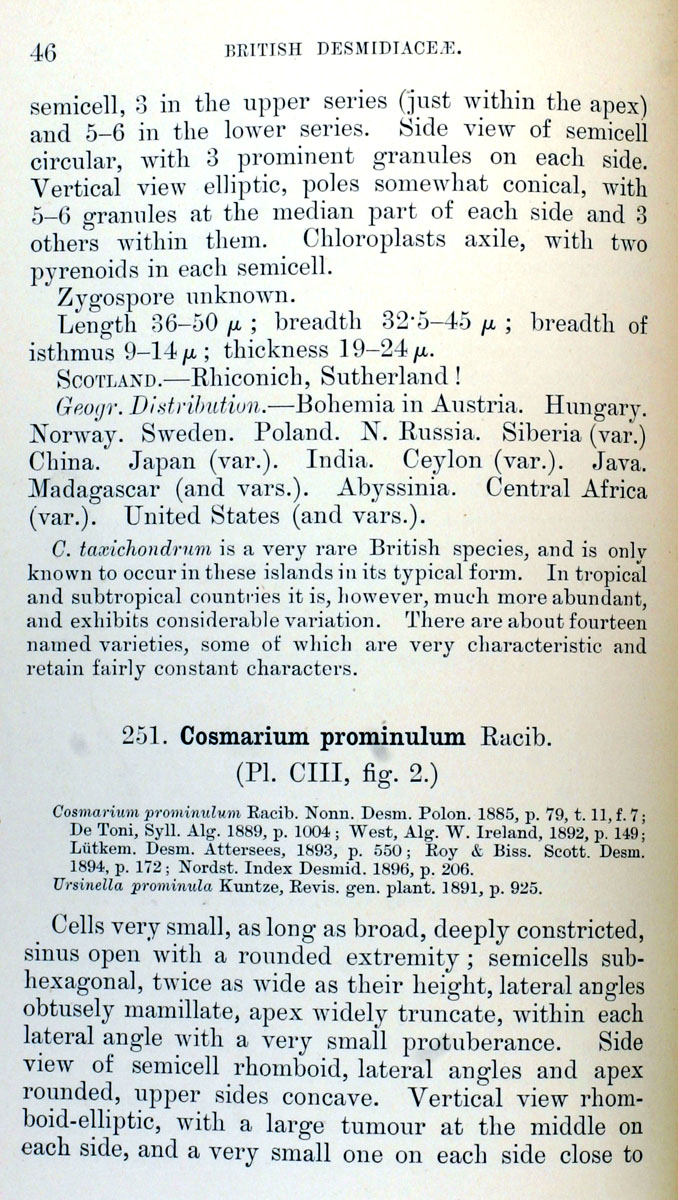 46
BRITISH DESMIDIACEÆ.
semicell, 3 in the upper series (just within the apex)
and 5–6 in the lower series. Side view of semicell
circular, with 3 prominent granules on each side.
Vertical view elliptic, poles somewhat conical, with
5–6 granules at the median part of each side and 3
others within them. Chloroplasts axile, with two
pyrenoids in each semicell.
Zygospore unknown.
Length 36–50 μ ; breadth 32·5–45 μ ; breadth of
isthmus 9–14 μ ; thickness 19–24 μ.
SCOTLAND.—Rhiconich, Sutherland !
Geogr. Distribution.—Bohemia in Austria. Hungary.
Norway. Sweden. Poland. N. Russia. Siberia (var.)
China. Japan (var.). India. Ceylon (var.). Java.
Madagascar (and vars.). Abyssinia. Central Africa
(var.). United States (and vars.).
C. taxichondrum is a very rare British species, and is only
known to occur in these islands in its typical form. In tropical
and subtropical countries it is, however, much more abundant,
and exhibits considerable variation. There are about fourteen
named varieties, some of which are very characteristic and
retain fairly constant characters.
251. Cosmarium prominulum Racib.
(Pl. CIII, fig. 2.)
Cosmarium prominulum Racib. Nonn. Desm. Polon. 1885, p. 79, t. 11, f. 7 ;
De Toni, Syll. Alg. 1889, p. 1004 ; West, Alg. W. Ireland, 1892, p. 149 ;
Lütkem. Desm. Attersees, 1893, p. 550 ; Roy & Biss. Scott. Desm.
1894, p. 172 ; Nordst. Index Desmid. 1896, p. 206.
Ursinella prominula Kuntze, Revis. gen. plant. 1891, p. 925.
Cells very small, as long as broad, deeply constricted,
sinus open with a rounded extremity ; semicells sub-
hexagonal, twice as wide as their height, lateral angles
obtusely mamillate, apex widely truncate, within each
lateral angle with a very small protuberance. Side
view of semicell rhomboid, lateral angles and apex
rounded, upper sides concave. Vertical view rhom-
boid-elliptic, with a large tumour at the middle on
each side, and a very small one on each side close to